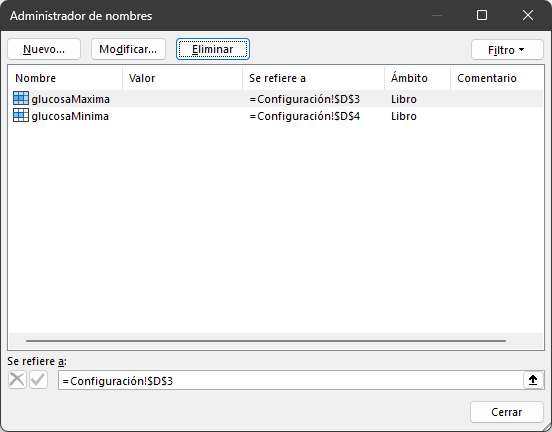 Administrador de nombres
Nuevo... Modificar... Eliminar Filtro
Nombre Valor Se refiere a Ámbito Comentario
glucosaMaxima =Configuración!$D$3 Libro
glucosaMinima =Configuración!$D$4 Libro
Se refiere a:
=Configuración!$D$3
Cerrar